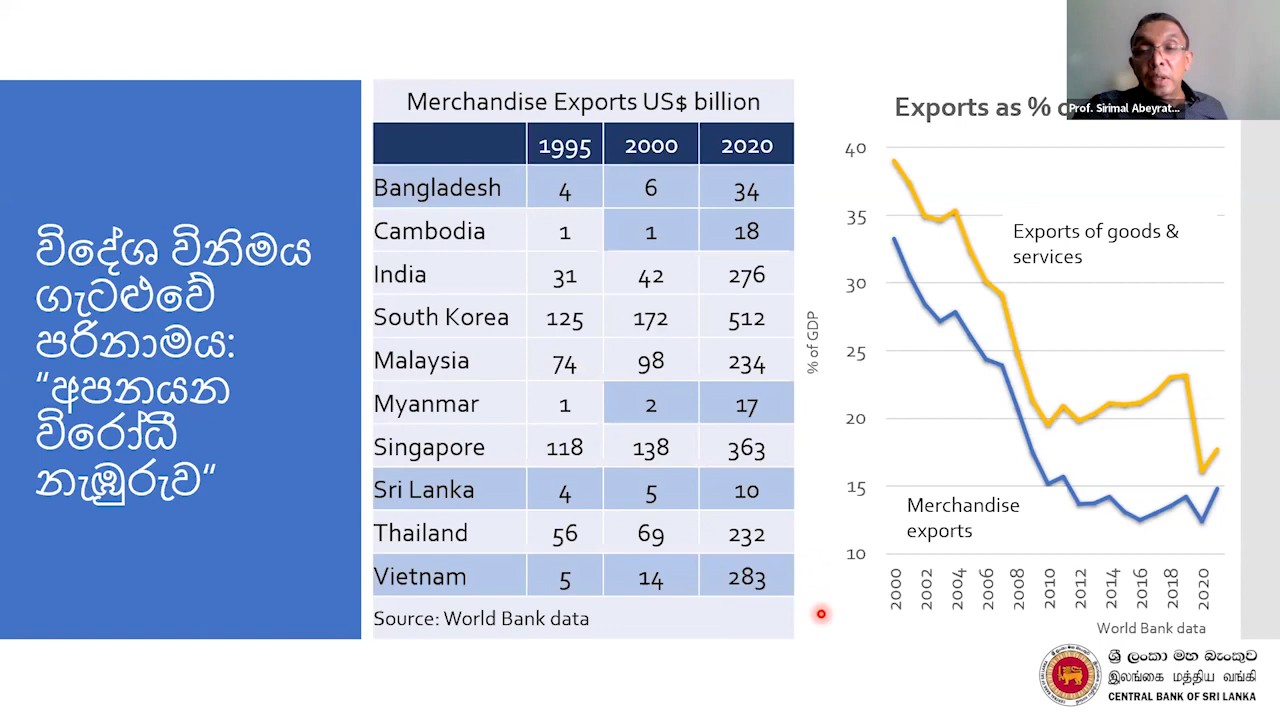 විදේශ විනිමය
ගැටළුවේ
පරිනාමය:
“අපනයන
විරෝධී
නැඹුරුව“
Merchandise Exports US$ billion
1995 2000 2020
Bangladesh 4 6 34
Cambodia 1 1 18
India 31 42 276
South Korea 125 172 512
Malaysia 74 98 234
Myanmar 1 2 17
Singapore 118 138 363
Sri Lanka 4 5 10
Thailand 56 69 232
Vietnam 5 14 283
Source: World Bank data
Exports as %
Prof. Sirimal Abeyrat...
40
35
30
25
20
15
10
% of GDP
Exports of goods &
services
Merchandise
exports
2000 2002 2004 2006 2008 2010 2012 2014 2016 2018 2020
World Bank data
ශ්‍රී ලංකා මහ බැංකුව
இலங்கை மத்திய வங்கி
CENTRAL BANK OF SRI LANKA